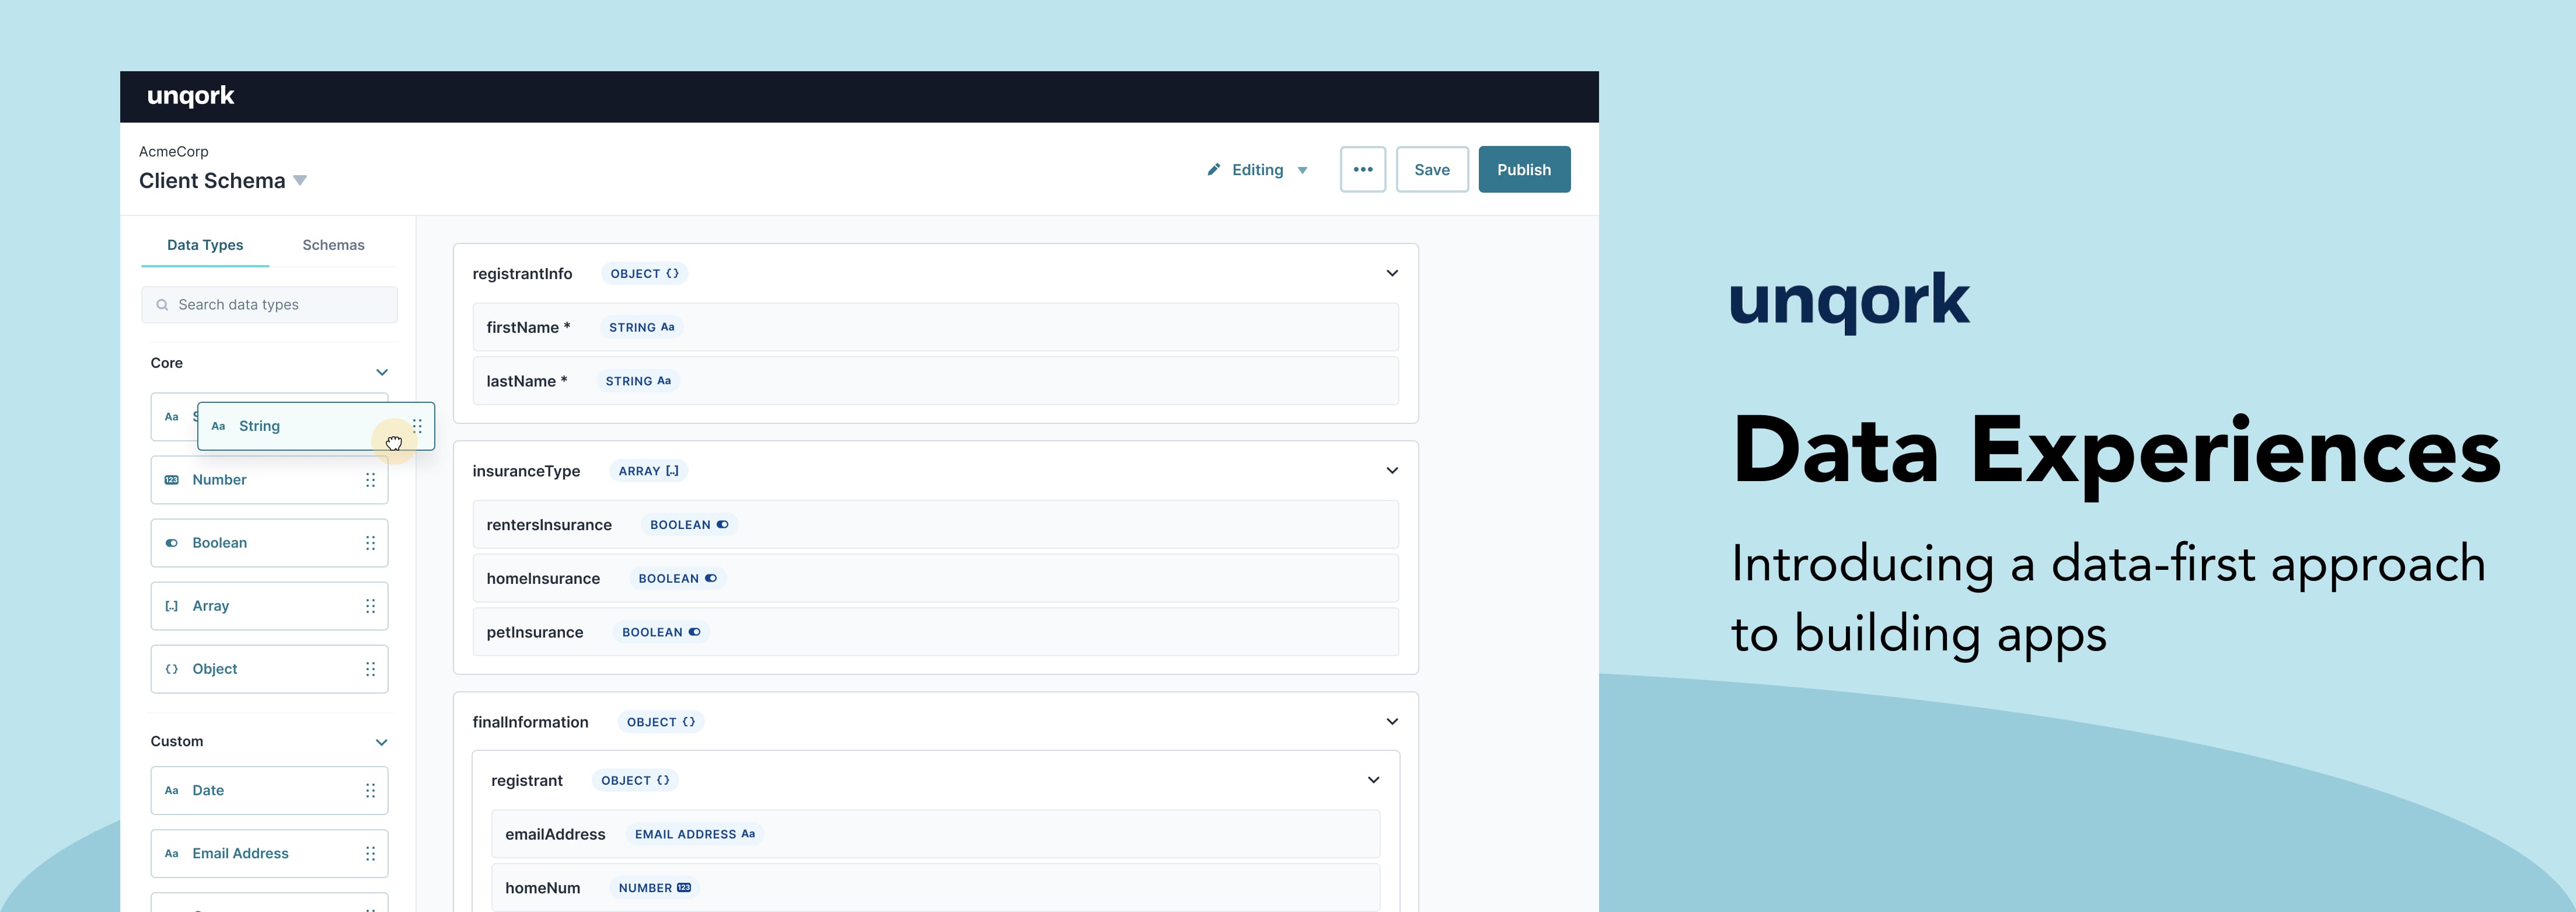 unqork
AcmeCorp
Client Schema
Editing
•••
Save
Publish
Data Types
Schemas
Search data types
Core
Aa
Aa String
123 Number
Boolean
[..] Array
{} Object
Custom
Aa Date
Aa Email Address
registrantInfo OBJECT {}
firstName * STRING Aa
lastName * STRING Aa
insuranceType ARRAY [..]
rentersInsurance BOOLEAN
homeInsurance BOOLEAN
petInsurance BOOLEAN
finalInformation OBJECT {}
registrant OBJECT {}
emailAddress EMAIL ADDRESS Aa
homeNum NUMBER 123
unqork
Data Experiences
Introducing a data-first approach
to building apps